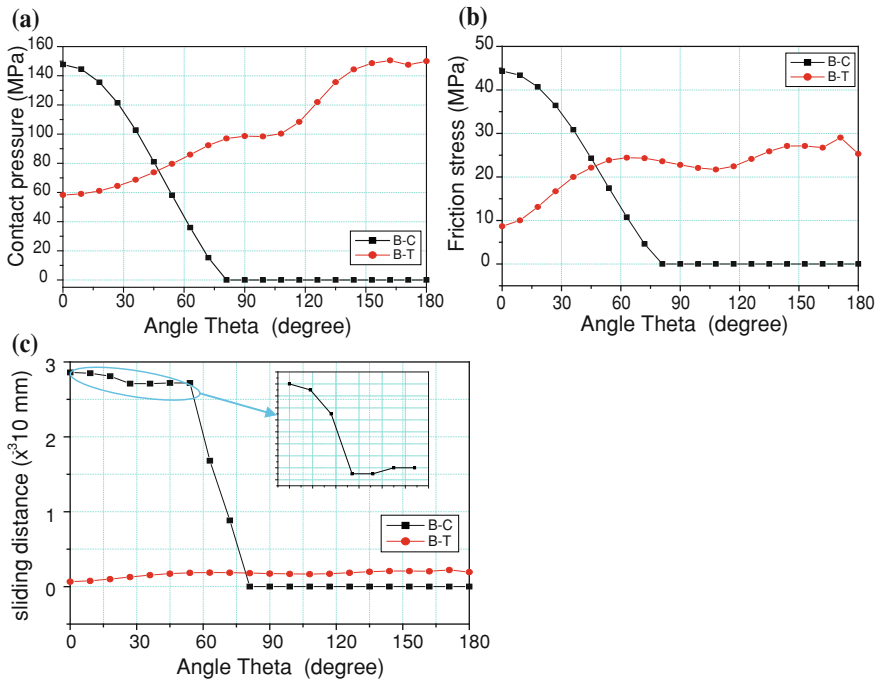 (a)
160
140
120
100
80
60
40
20
0
Contact pressure (MPa)
B-C
B-T
0 30 60 90 120 150 180
Angle Theta (degree)
(b)
50
40
30
20
10
0
Friction stress (MPa)
B-C
B-T
0 30 60 90 120 150 180
Angle Theta (degree)
(c)
3
2
1
0
sliding distance (x⁻³10 mm)
B-C
B-T
0 30 60 90 120 150 180
Angle Theta (degree)